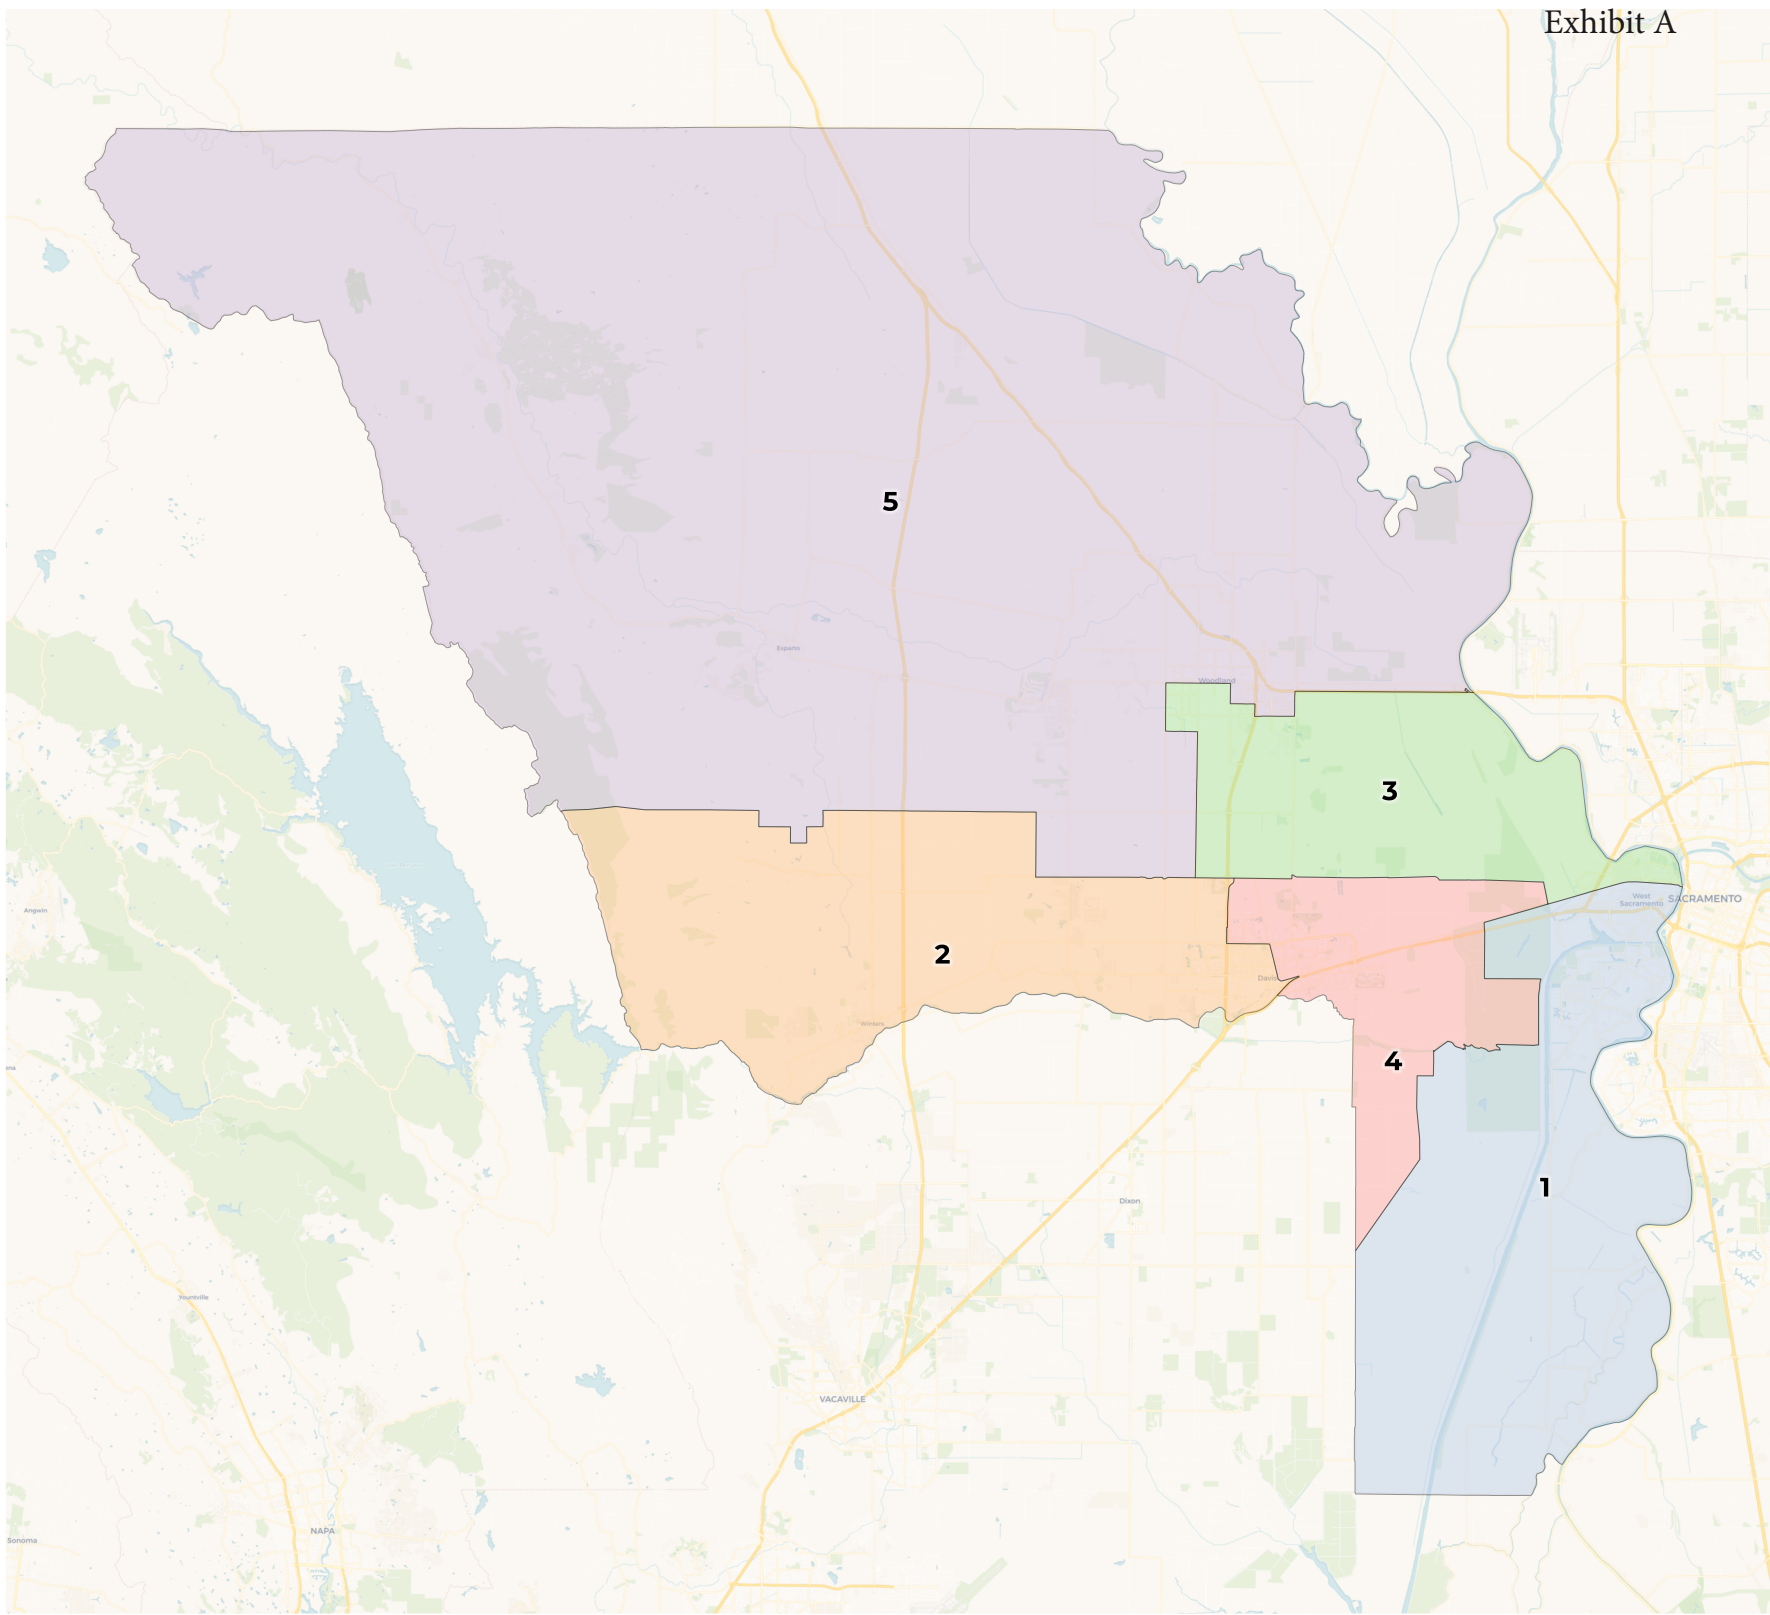 Exhibit A
5
Esparto
Woodland
3
West
Sacramento
SACRAMENTO
Angwin
2
Davis
Winters
4
1
Dixon
Yountville
VACAVILLE
NAPA
Sonoma